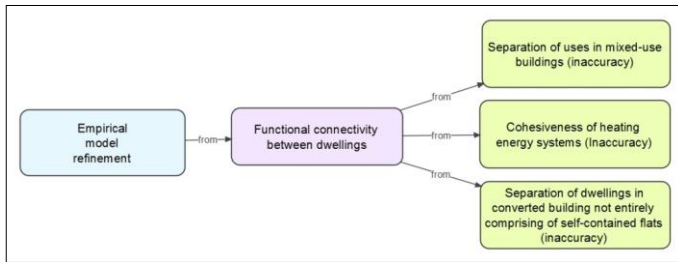 Separation of uses in mixed-use
buildings (inaccuracy)
from
Empirical
model
refinement
from
Functional connectivity
between dwellings
from
Cohesiveness of heating
energy systems (Inaccuracy)
from
Separation of dwellings in
converted building not entirely
comprising of self-contained flats
(inaccuracy)